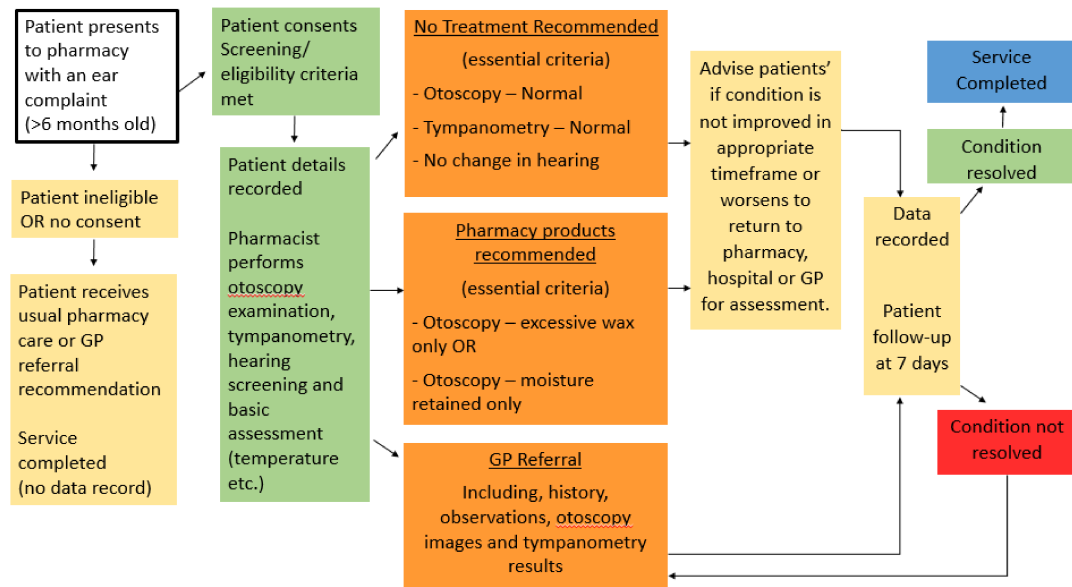 Patient presents
to pharmacy
with an ear
complaint
(>6 months old)
Patient ineligible
OR no consent
Patient receives
usual pharmacy
care or GP
referral
recommendation
Service
completed
(no data record)
Patient consents
Screening/
eligibility criteria
met
Patient details
recorded
Pharmacist
performs
otoscopy
examination,
tympanometry,
hearing
screening and
basic
assessment
(temperature
etc.)
No Treatment Recommended
(essential criteria)
- Otoscopy – Normal
- Tympanometry – Normal
- No change in hearing
Pharmacy products
recommended
(essential criteria)
- Otoscopy – excessive wax
only OR
- Otoscopy – moisture
retained only
GP Referral
Including, history,
observations, otoscopy
images and tympanometry
results
Advise patients’
if condition is
not improved in
appropriate
timeframe or
worsens to
return to
pharmacy,
hospital or GP
for assessment.
Data
recorded
Patient
follow-up
at 7 days
Service
Completed
Condition
resolved
Condition not
resolved